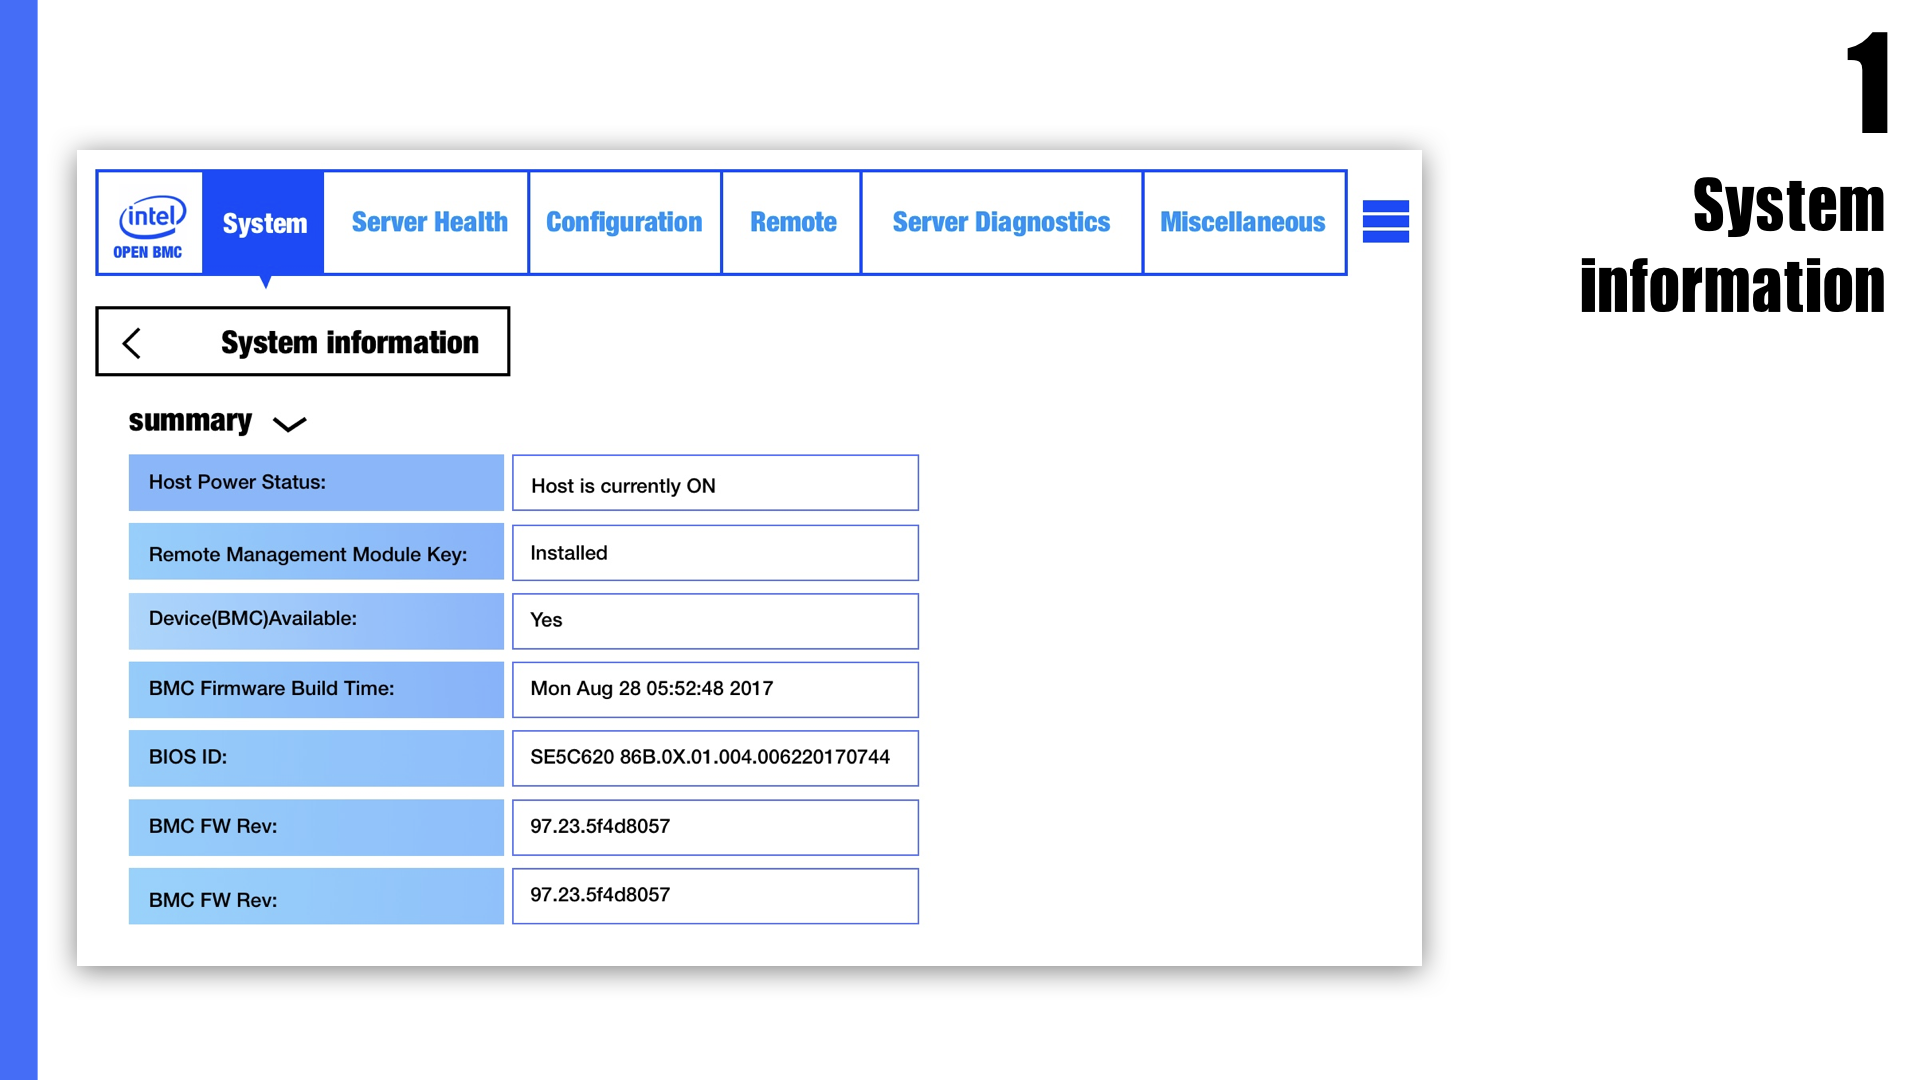 1
System
information
intel
OPEN BMC
System
Server Health
Configuration
Remote
Server Diagnostics
Miscellaneous
System information
summary
Host Power Status:
Host is currently ON
Remote Management Module Key:
Installed
Device(BMC)Available:
Yes
BMC Firmware Build Time:
Mon Aug 28 05:52:48 2017
BIOS ID:
SE5C620 86B.0X.01.004.006220170744
BMC FW Rev:
97.23.5f4d8057
BMC FW Rev:
97.23.5f4d8057